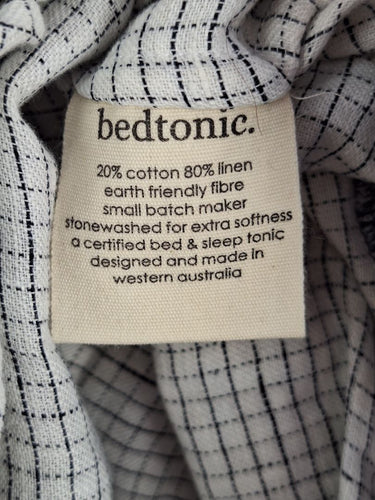 bedtonic.
20% cotton 80% linen
earth friendly fibre
small batch maker
stonewashed for extra softness
a certified bed & sleep tonic
designed and made in
western australia